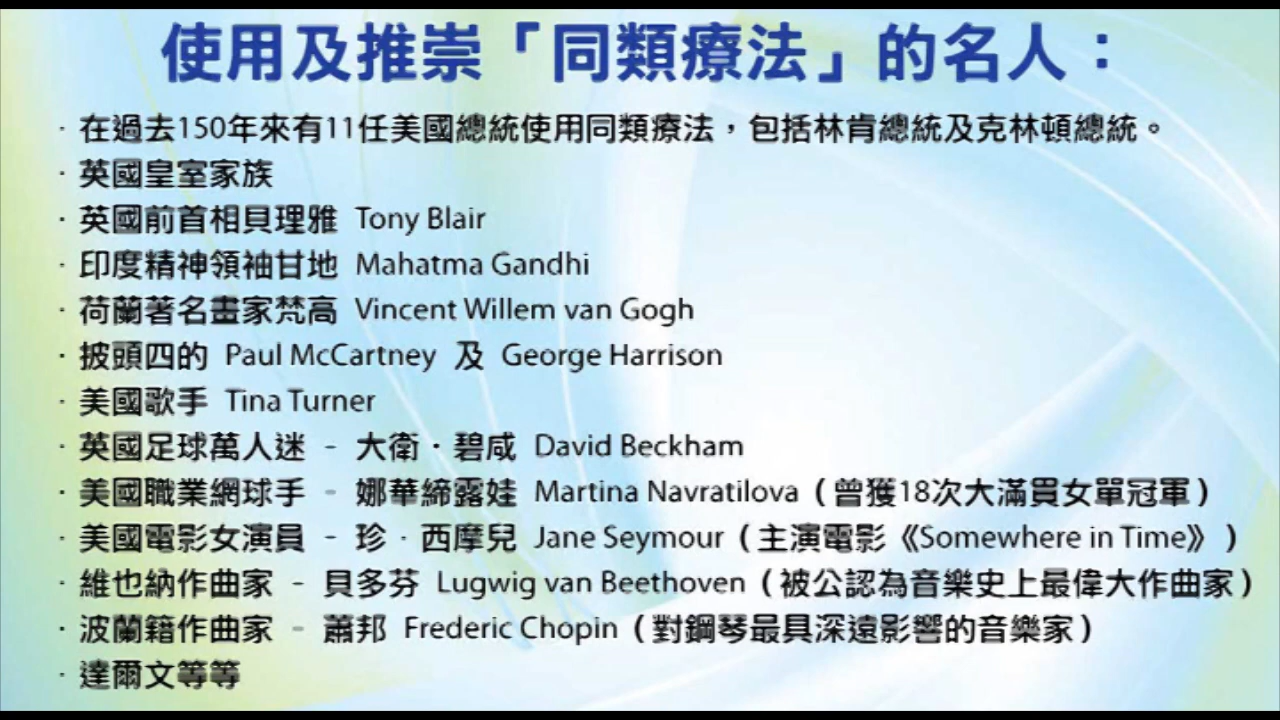 使用及推崇「同類療法」的名人：
· 在過去150年來有11任美國總統使用同類療法，包括林肯總統及克林頓總統。
· 英國皇室家族
· 英國前首相貝理雅 Tony Blair
· 印度精神領袖甘地 Mahatma Gandhi
· 荷蘭著名畫家梵高 Vincent Willem van Gogh
· 披頭四的 Paul McCartney 及 George Harrison
· 美國歌手 Tina Turner
· 英國足球萬人迷 - 大衛·碧咸 David Beckham
· 美國職業網球手 - 娜華締露娃 Martina Navratilova（曾獲18次大滿買女單冠軍）
· 美國電影女演員 - 珍·西摩兒 Jane Seymour（主演電影《Somewhere in Time》）
· 維也納作曲家 - 貝多芬 Lugwig van Beethoven（被公認為音樂史上最偉大作曲家）
· 波蘭籍作曲家 - 蕭邦 Frederic Chopin（對鋼琴最具深遠影響的音樂家）
· 達爾文等等